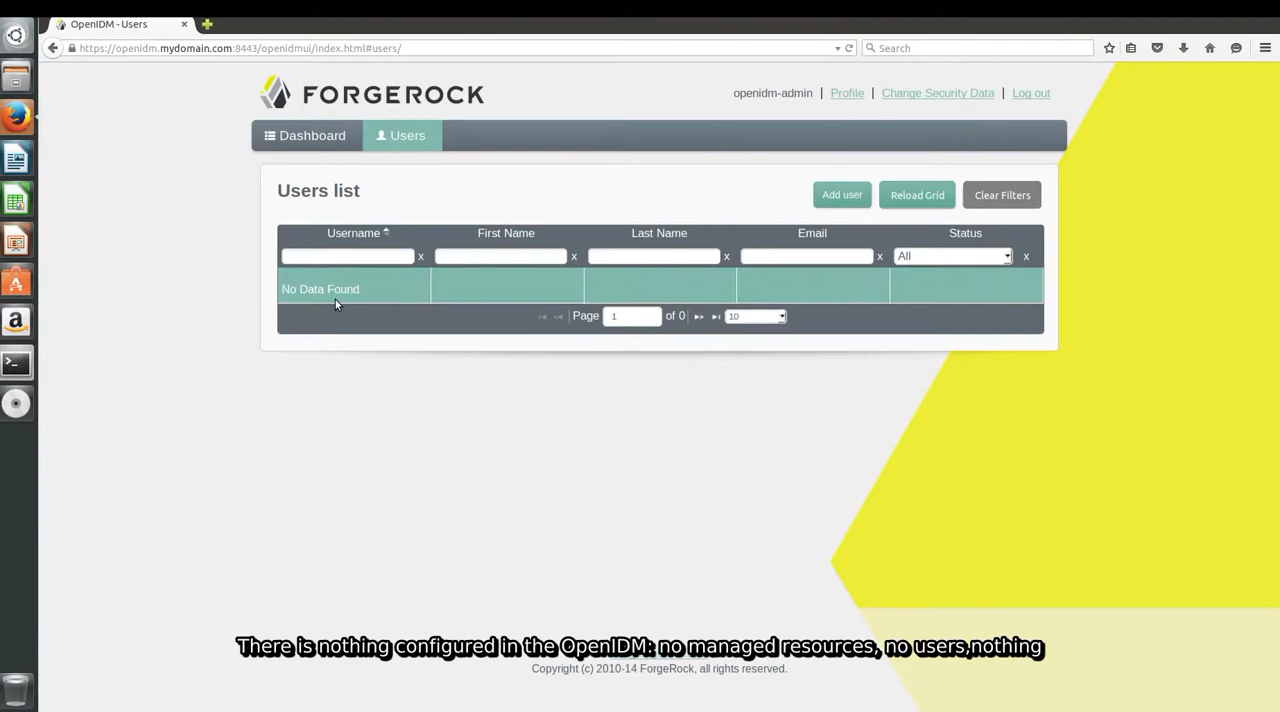 OpenIDM - Users
https://openidm.mydomain.com:8443/openidmui/index.html#users/
Search
FORGEROCK
openidm-admin | Profile | Change Security Data | Log out
Dashboard
Users
Users list
Add user
Reload Grid
Clear Filters
Username
First Name
Last Name
Email
Status
x
x
x
x
All
x
No Data Found
Page 1 of 0
10
There is nothing configured in the OpenIDM: no managed resources, no users,nothing
Copyright (c) 2010-14 ForgeRock, all rights reserved.